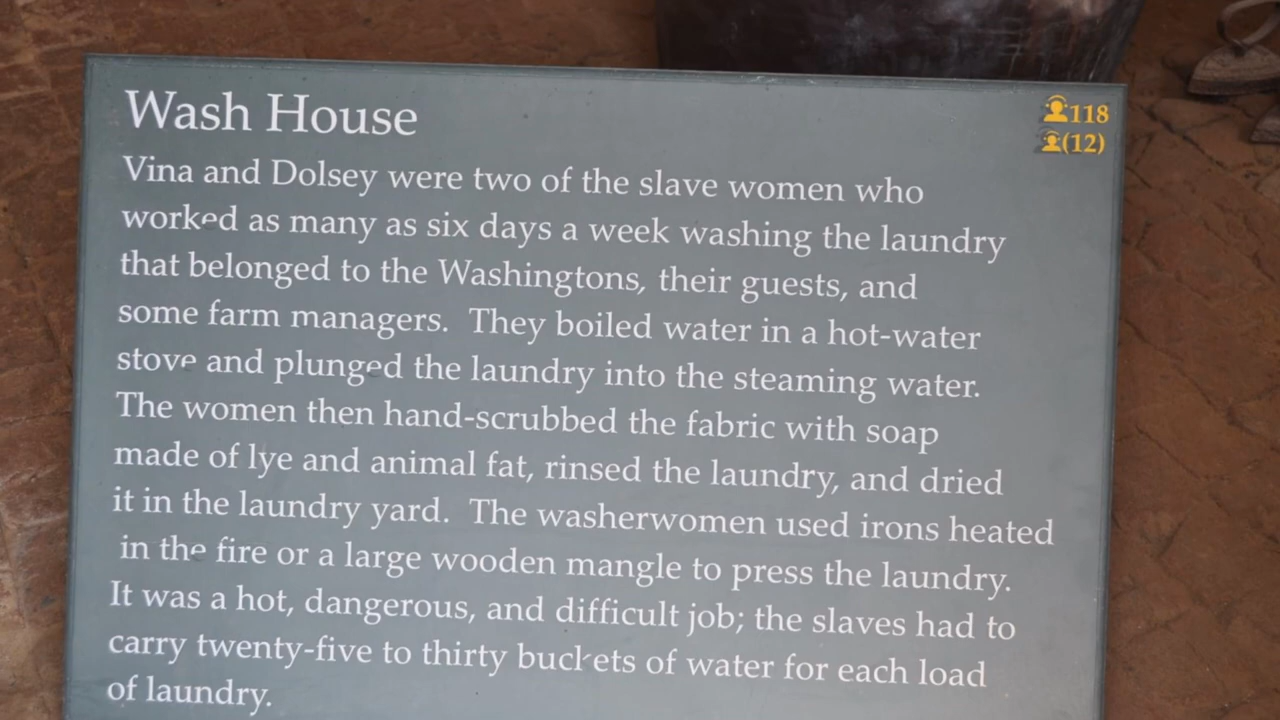 Wash House
118
(12)
Vina and Dolsey were two of the slave women who
worked as many as six days a week washing the laundry
that belonged to the Washingtons, their guests, and
some farm managers.  They boiled water in a hot-water
stove and plunged the laundry into the steaming water.
The women then hand-scrubbed the fabric with soap
made of lye and animal fat, rinsed the laundry, and dried
it in the laundry yard.  The washerwomen used irons heated
in the fire or a large wooden mangle to press the laundry.
It was a hot, dangerous, and difficult job; the slaves had to
carry twenty-five to thirty buckets of water for each load
of laundry.